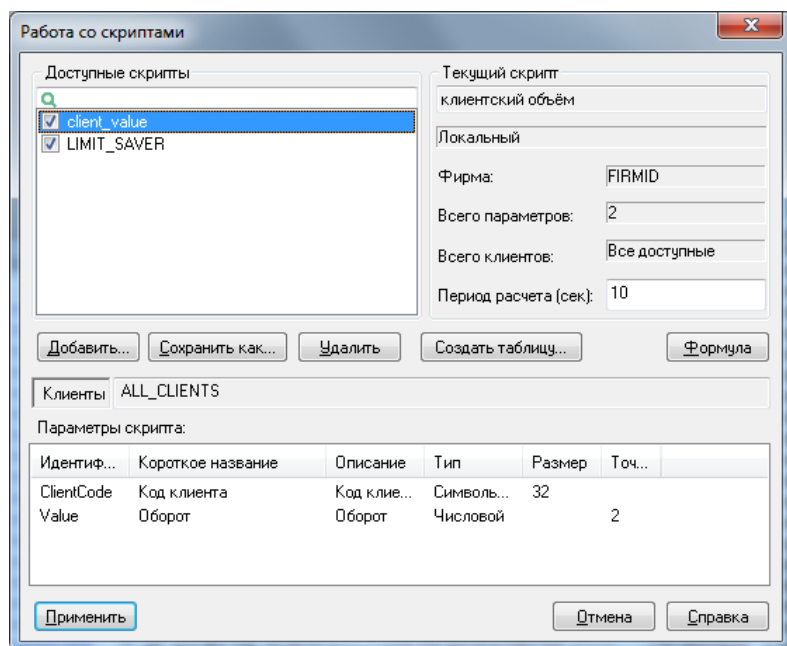 Работа со скриптами
Доступные скрипты
client_value
LIMIT_SAVER
Текущий скрипт
клиентский объём
Локальный
Фирма: FIRMID
Всего параметров: 2
Всего клиентов: Все доступные
Период расчета (сек): 10
Добавить... Сохранить как... Удалить Создать таблицу... Формула
Клиенты ALL_CLIENTS
Параметры скрипта:
Идентиф... Короткое название Описание Тип Размер Точ...
ClientCode Код клиента Код клие... Символь... 32
Value Оборот Оборот Числовой 2
Применить Отмена Справка